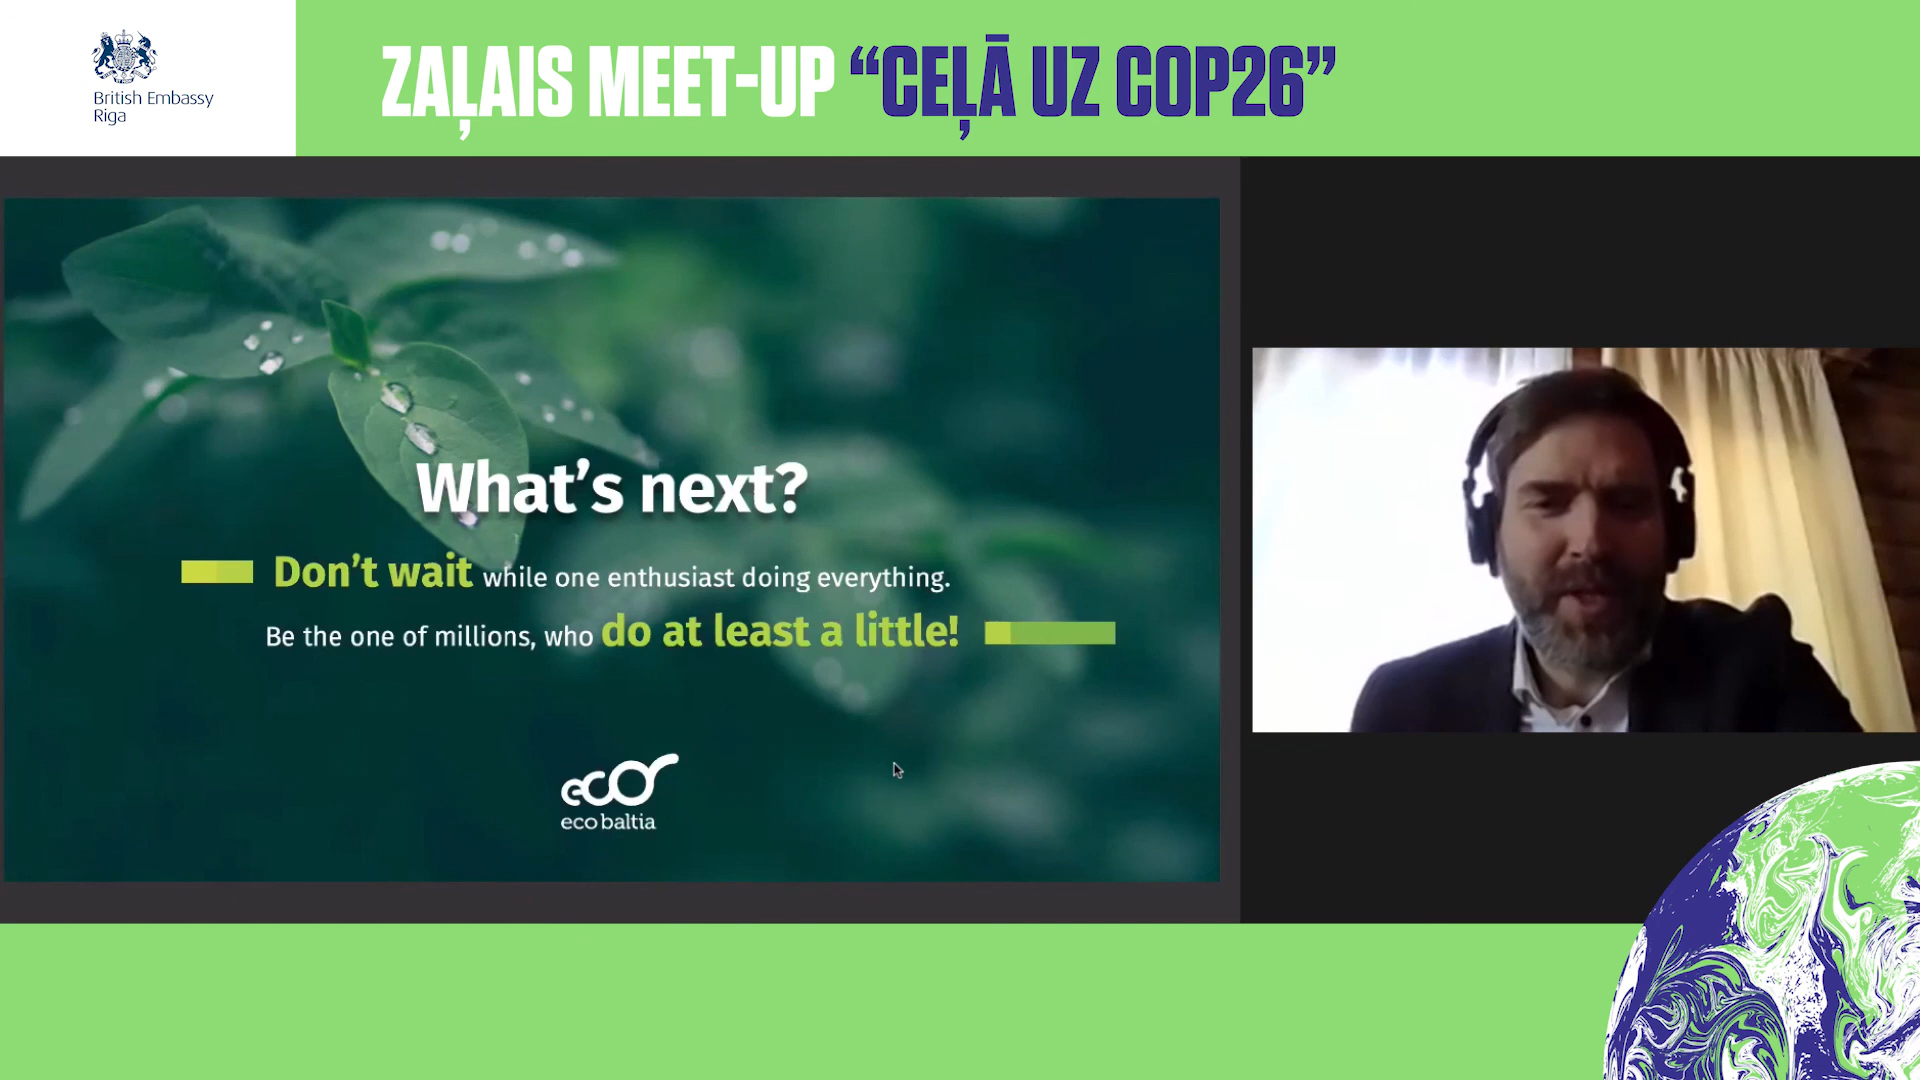 British Embassy
Riga
ZAĻAIS MEET-UP “CEĻĀ UZ COP26”
What’s next?
Don’t wait while one enthusiast doing everything.
Be the one of millions, who do at least a little!
eco
eco baltia